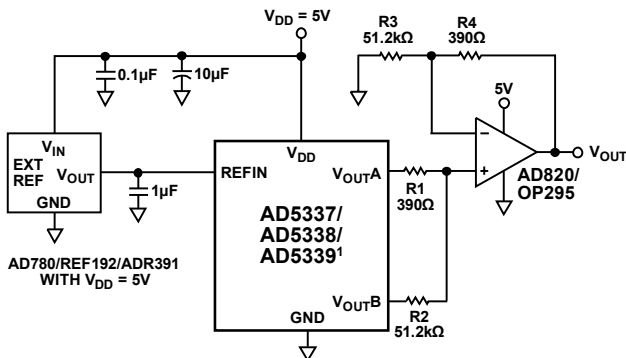 V_DD = 5V
R3
51.2kΩ
R4
390Ω
0.1µF
10µF
5V
V_IN
EXT
REF
V_OUT
GND
1µF
REFIN
V_DD
V_OUTA
R1
390Ω
AD5337/
AD5338/
AD5339¹
V_OUTB
R2
51.2kΩ
GND
−
+
V_OUT
AD820/
OP295
AD780/REF192/ADR391
WITH V_DD = 5V